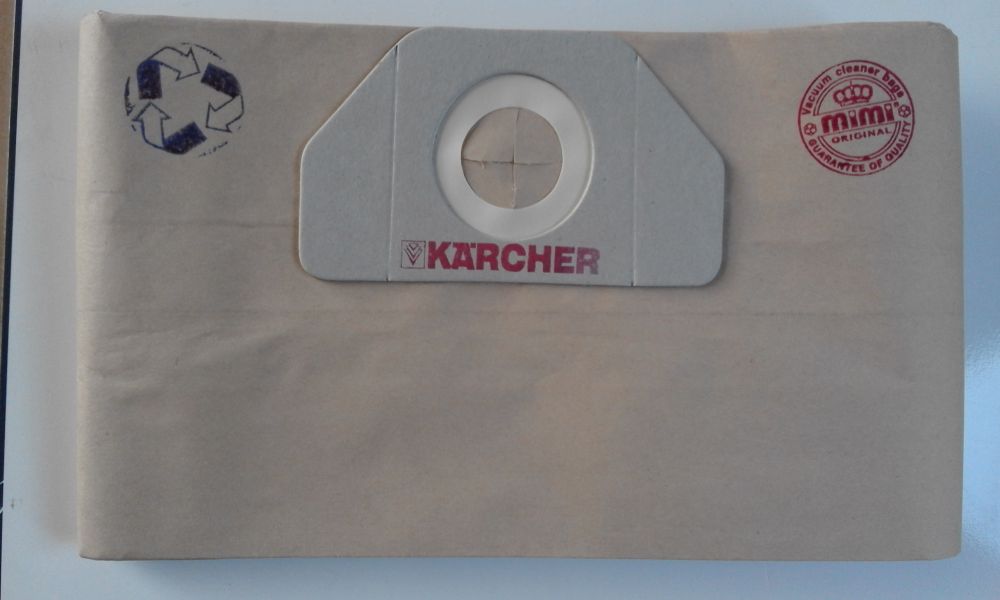 Vacuum cleaner bags
mimi®
ORIGINAL
GUARANTEE OF QUALITY
KÄRCHER